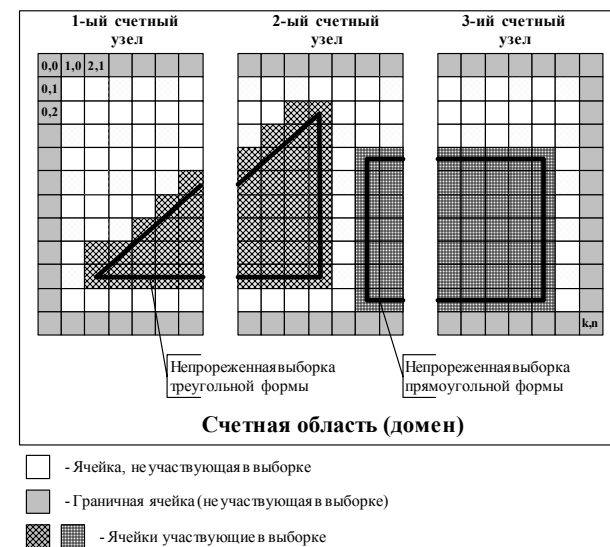 1-ый счетный узел
2-ый счетный узел
3-ий счетный узел
0,0 1,0 2,1
0,1
0,2
k,n
Непрореженная выборка
треугольной формы
Непрореженная выборка
прямоугольной формы
Счетная область (домен)
- Ячейка, не участвующая в выборке
- Граничная ячейка (не участвующая в выборке)
- Ячейки участвующие в выборке